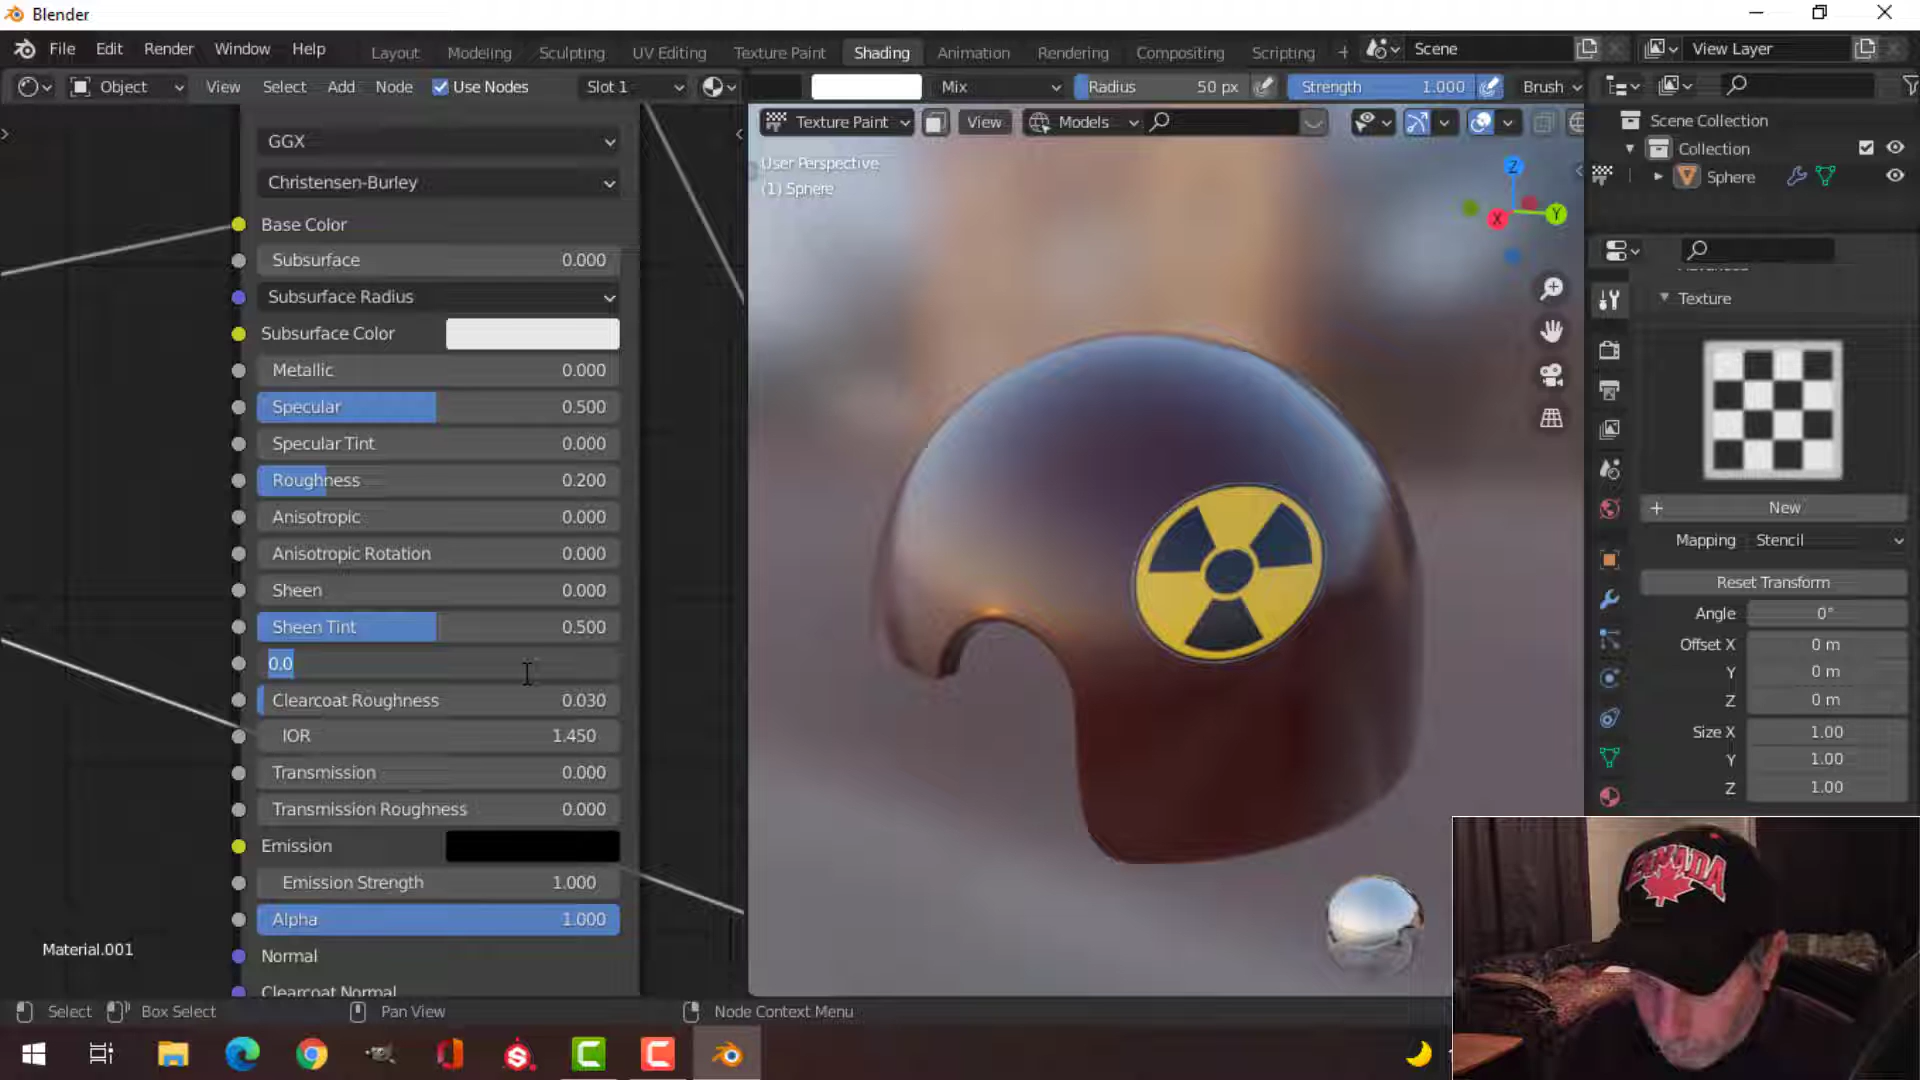 Blender
File Edit Render Window Help
Layout Modeling Sculpting UV Editing Texture Paint Shading Animation Rendering Compositing Scripting +
Scene
View Layer
Object View Select Add Node Use Nodes Slot 1
Mix Radius 50 px Strength 1.000 Brush
Texture Paint View Models
User Perspective
(1) Sphere
Z
X
Y
GGX
Christensen-Burley
Base Color
Subsurface 0.000
Subsurface Radius
Subsurface Color
Metallic 0.000
Specular 0.500
Specular Tint 0.000
Roughness 0.200
Anisotropic 0.000
Anisotropic Rotation 0.000
Sheen 0.000
Sheen Tint 0.500
0.0
Clearcoat Roughness 0.030
IOR 1.450
Transmission 0.000
Transmission Roughness 0.000
Emission
Emission Strength 1.000
Alpha 1.000
Normal
Clearcoat Normal
Material.001
Scene Collection
Collection
Sphere
Texture
+ New
Mapping Stencil
Reset Transform
Angle 0°
Offset X 0 m
Y 0 m
Z 0 m
Size X 1.00
Y 1.00
Z 1.00
CANADA
Select Box Select Pan View Node Context Menu